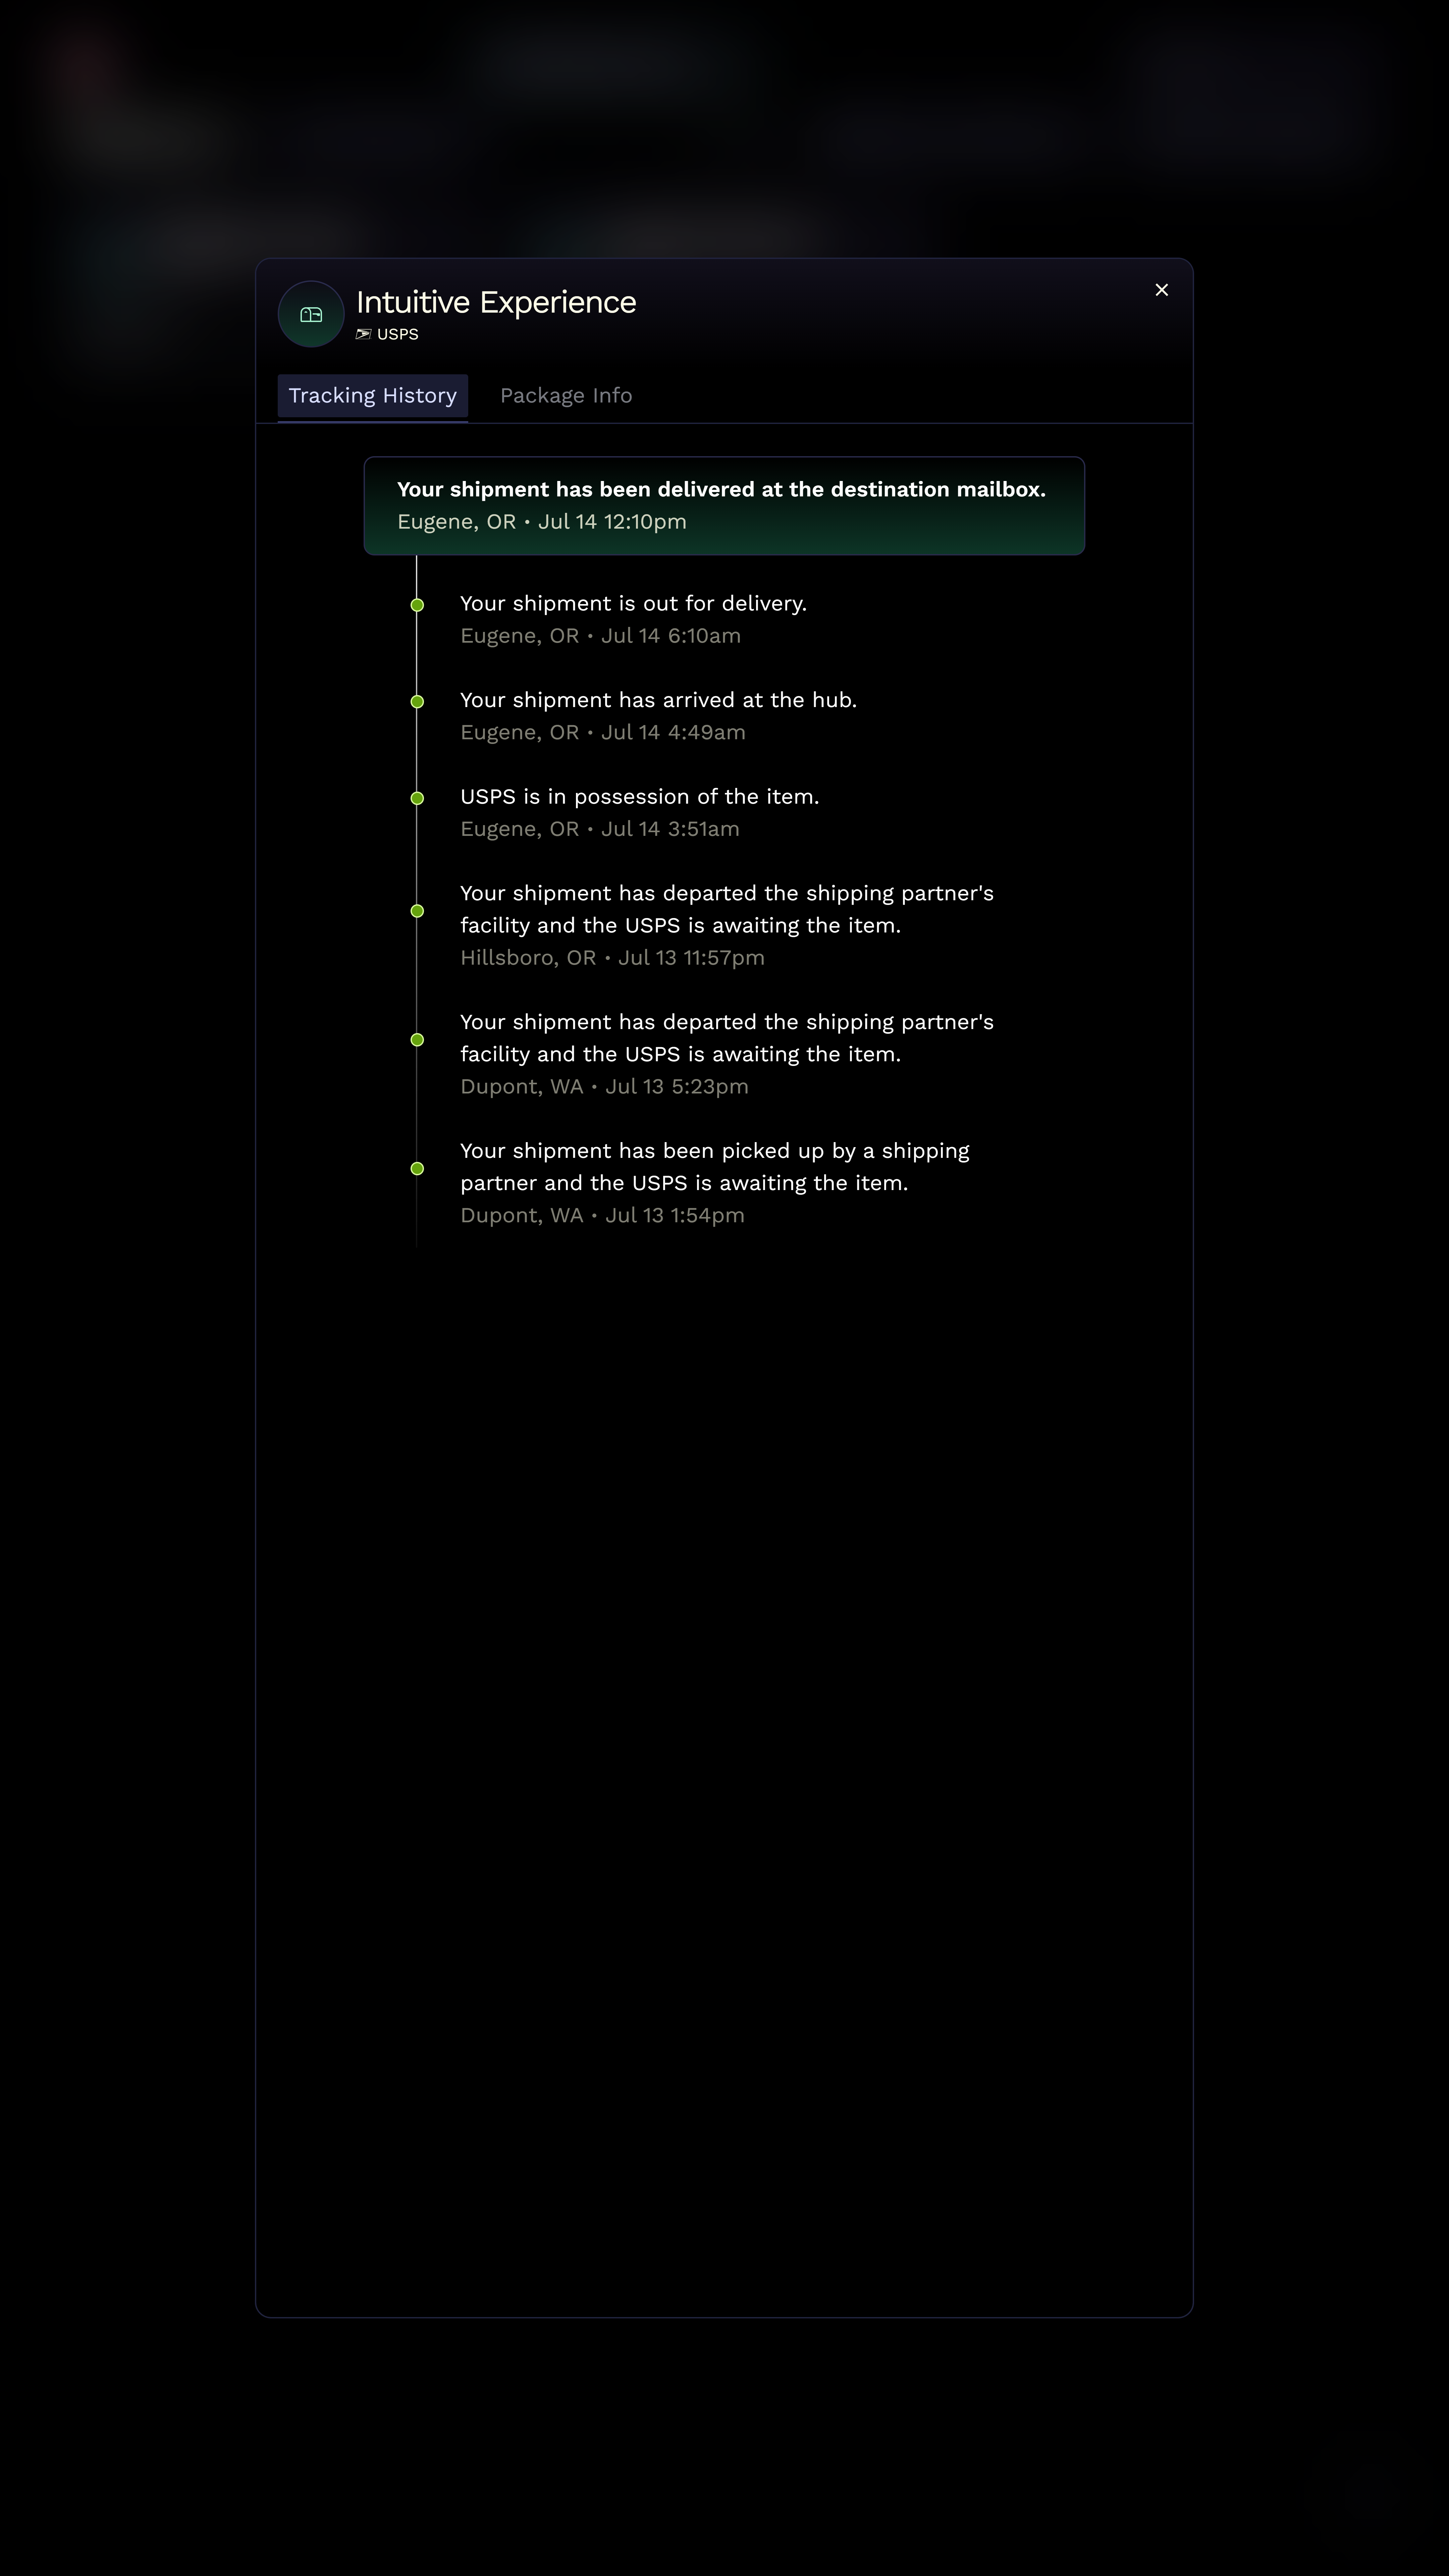 Intuitive Experience
USPS
Tracking History
Package Info
Your shipment has been delivered at the destination mailbox.
Eugene, OR • Jul 14 12:10pm
Your shipment is out for delivery.
Eugene, OR • Jul 14 6:10am
Your shipment has arrived at the hub.
Eugene, OR • Jul 14 4:49am
USPS is in possession of the item.
Eugene, OR • Jul 14 3:51am
Your shipment has departed the shipping partner's
facility and the USPS is awaiting the item.
Hillsboro, OR • Jul 13 11:57pm
Your shipment has departed the shipping partner's
facility and the USPS is awaiting the item.
Dupont, WA • Jul 13 5:23pm
Your shipment has been picked up by a shipping
partner and the USPS is awaiting the item.
Dupont, WA • Jul 13 1:54pm